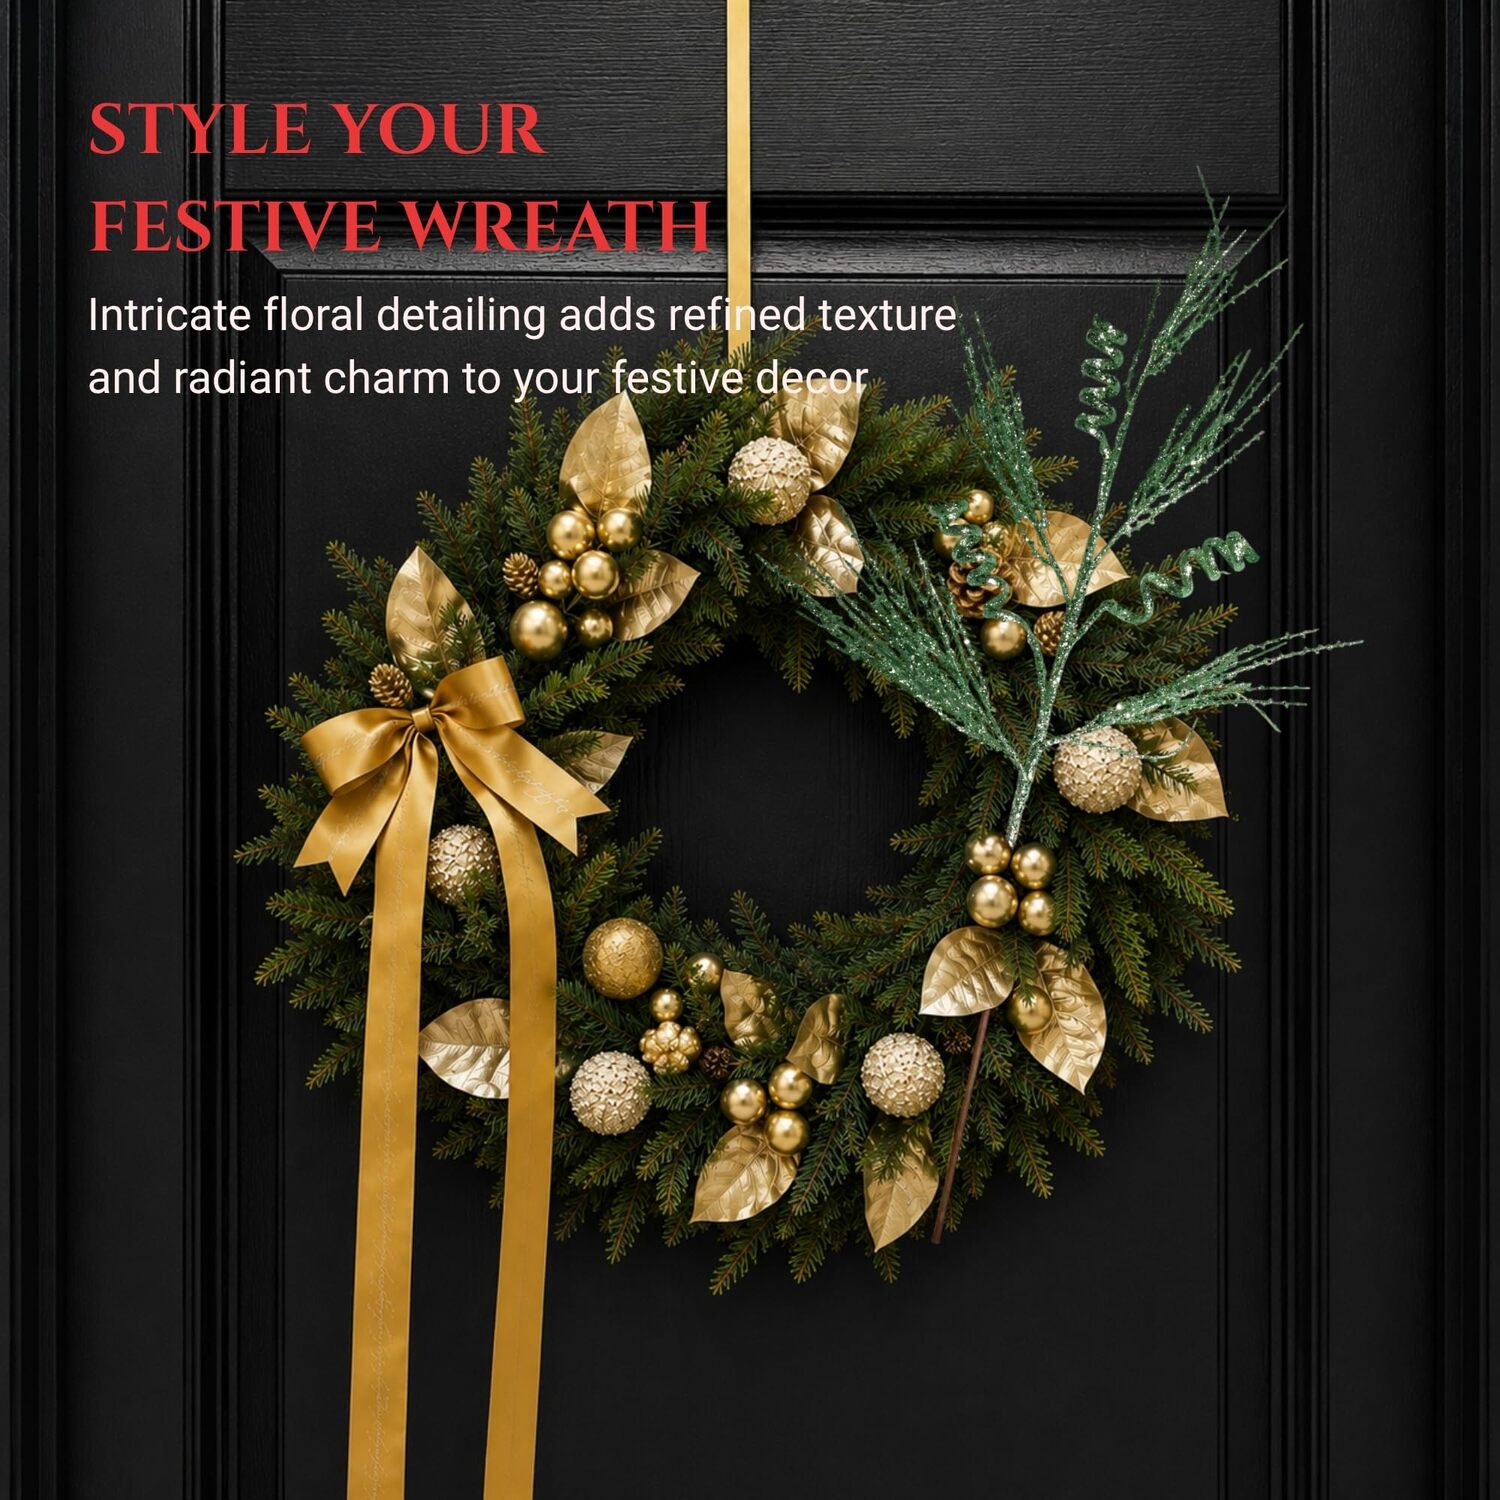 STYLE YOUR
FESTIVE WREATH
Intricate floral detailing adds refined texture
and radiant charm to your festive decor